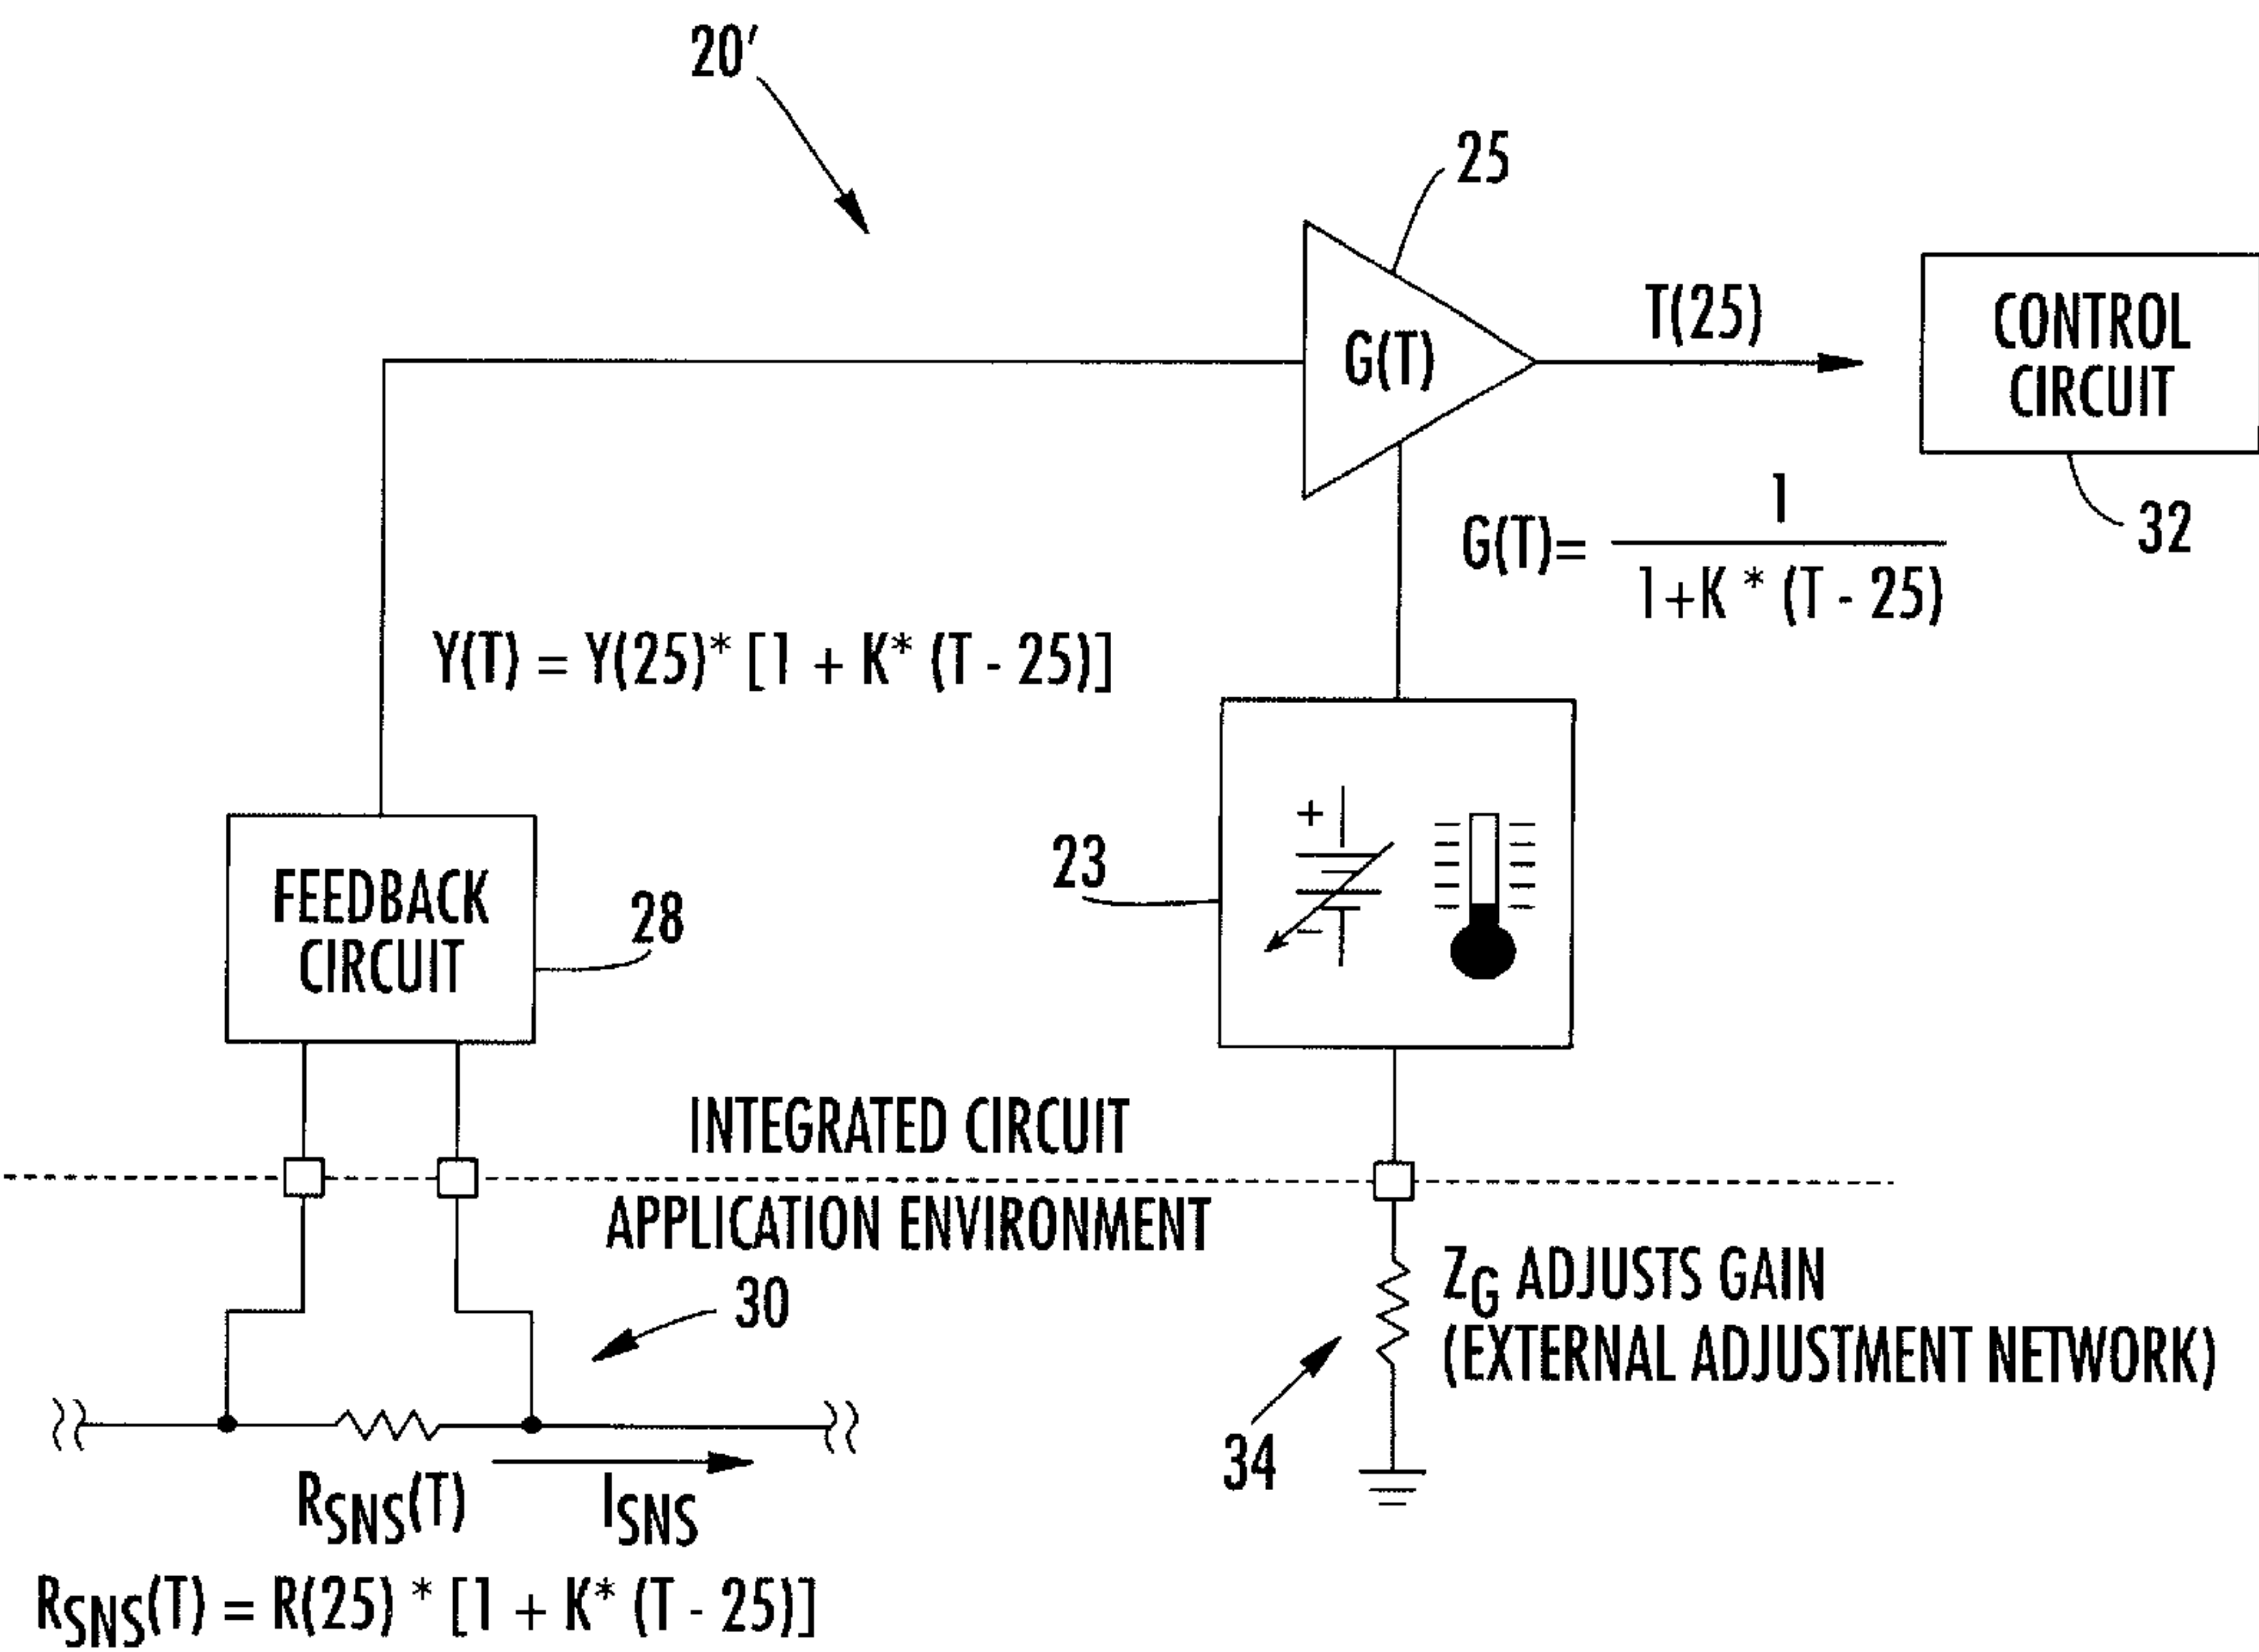 20'
25
T(25)
CONTROL
CIRCUIT
G(T)
32
G(T)= 1
1+K * (T - 25)
Y(T) = Y(25)* [1 + K* (T - 25)]
+
-
23
FEEDBACK
CIRCUIT
28
INTEGRATED CIRCUIT
APPLICATION ENVIRONMENT
30
ZG ADJUSTS GAIN
(EXTERNAL ADJUSTMENT NETWORK)
34
RSNS(T)
ISNS
RSNS(T) = R(25) * [1 + K* (T - 25)]